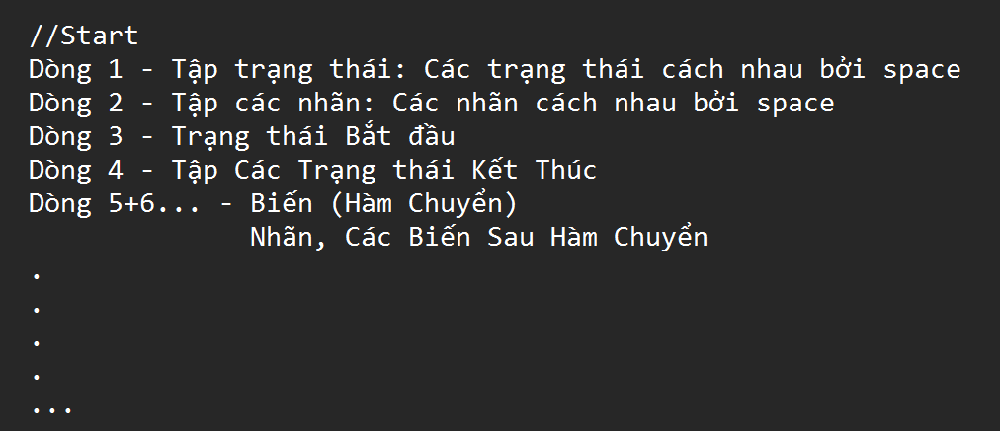 //Start
Dòng 1 - Tập trạng thái: Các trạng thái cách nhau bởi space
Dòng 2 - Tập các nhãn: Các nhãn cách nhau bởi space
Dòng 3 - Trạng thái Bắt đầu
Dòng 4 - Tập Các Trạng thái Kết Thúc
Dòng 5+6... - Biến (Hàm Chuyển)
Nhãn, Các Biến Sau Hàm Chuyển
.
.
.
.
...